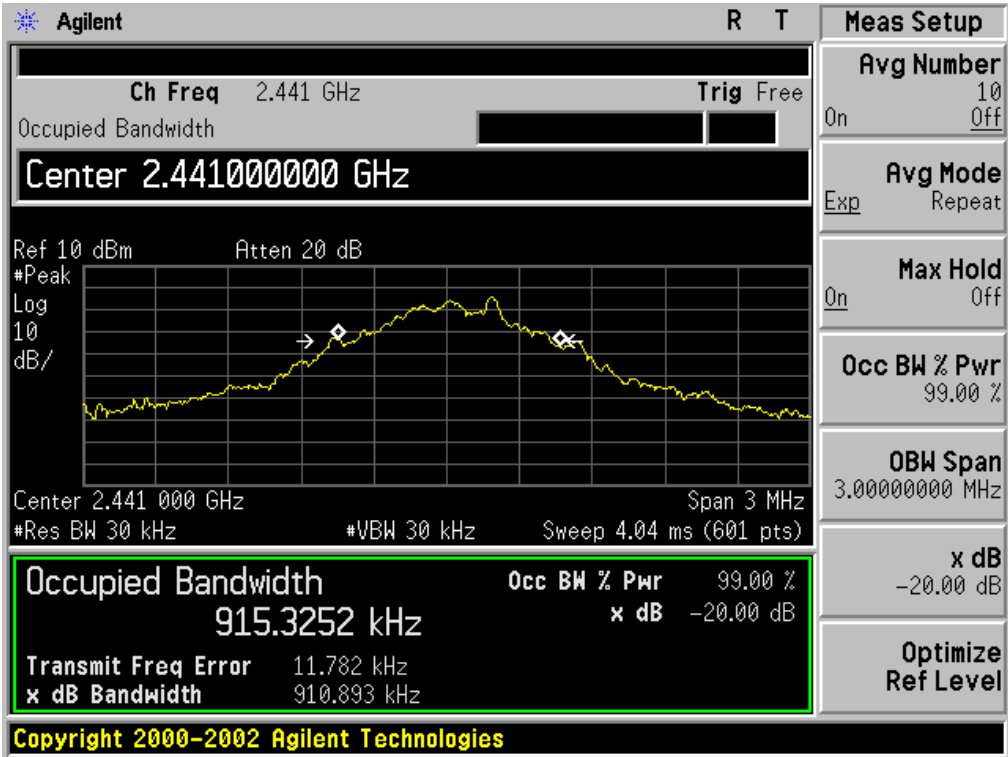 Agilent R T
Ch Freq 2.441 GHz Trig Free
Occupied Bandwidth
Center 2.441000000 GHz
Ref 10 dBm Atten 20 dB
#Peak
Log
10
dB/
Center 2.441 000 GHz Span 3 MHz
#Res BW 30 kHz #VBW 30 kHz Sweep 4.04 ms (601 pts)
Occupied Bandwidth Occ BW % Pwr 99.00 %
915.3252 kHz x dB -20.00 dB
Transmit Freq Error 11.782 kHz
x dB Bandwidth 910.893 kHz
Copyright 2000-2002 Agilent Technologies
Meas Setup
Avg Number
10
On Off
Avg Mode
Exp Repeat
Max Hold
On Off
Occ BW % Pwr
99.00 %
OBW Span
3.00000000 MHz
x dB
-20.00 dB
Optimize
Ref Level